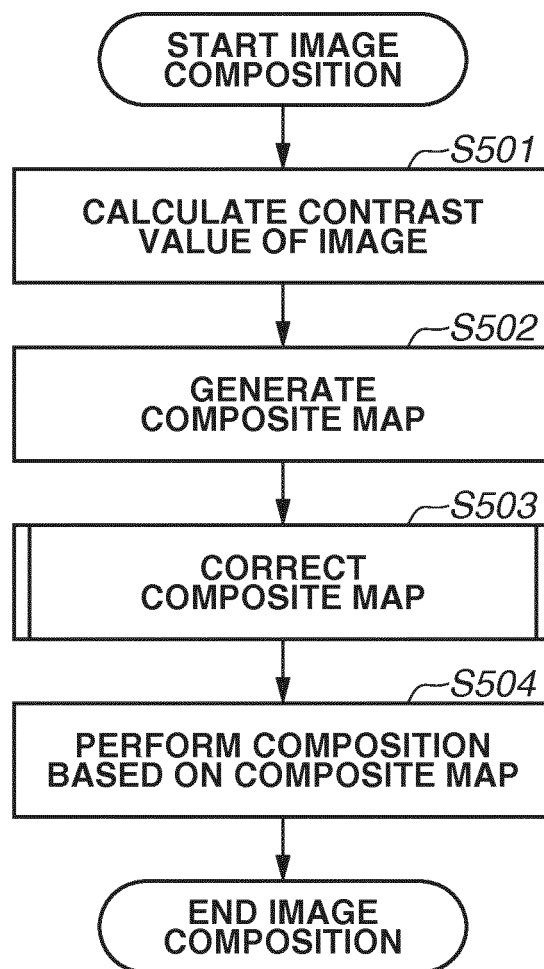 START IMAGE
COMPOSITION
S501
CALCULATE CONTRAST
VALUE OF IMAGE
S502
GENERATE
COMPOSITE MAP
S503
CORRECT
COMPOSITE MAP
S504
PERFORM COMPOSITION
BASED ON COMPOSITE MAP
END IMAGE
COMPOSITION